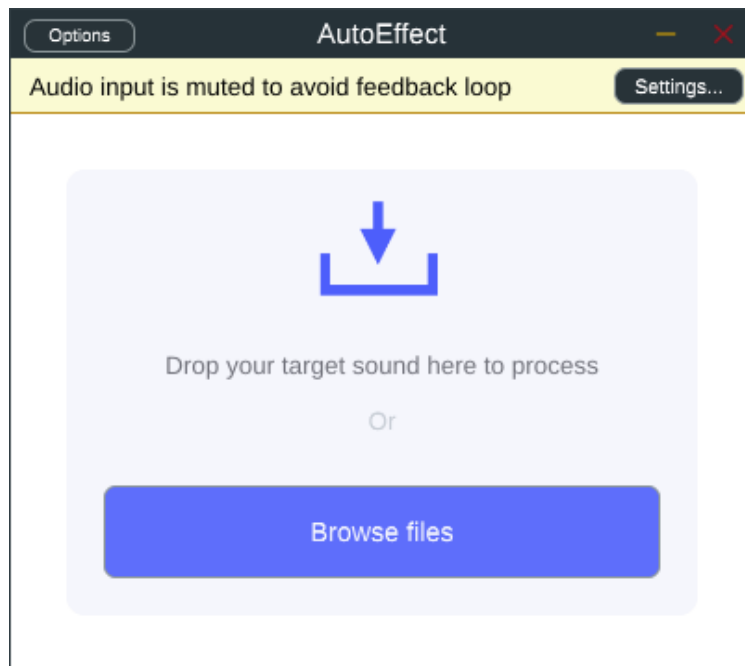 Options
AutoEffect
Audio input is muted to avoid feedback loop
Settings...
Drop your target sound here to process
Or
Browse files